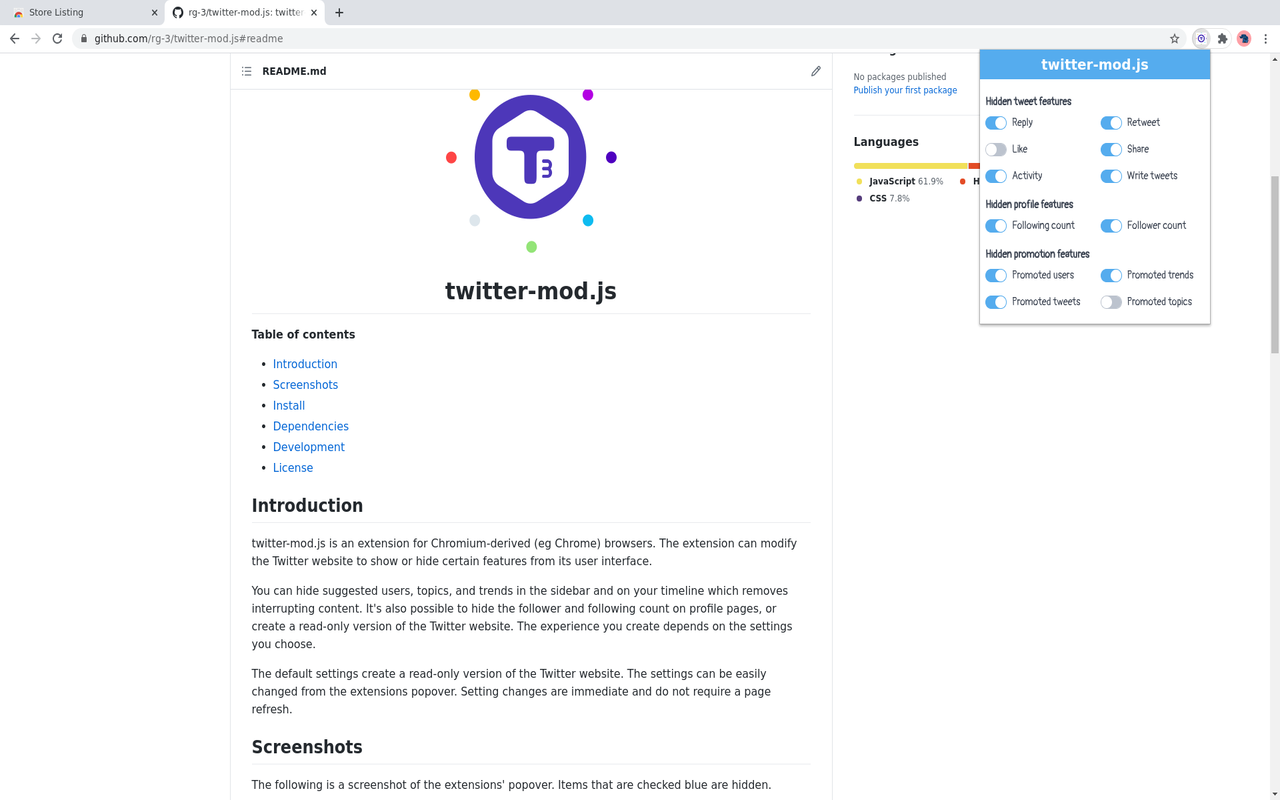 Store Listing
rg-3/twitter-mod.js: twitter
github.com/rg-3/twitter-mod.js#readme
README.md
T3
twitter-mod.js
Table of contents
Introduction
Screenshots
Install
Dependencies
Development
License
Introduction
twitter-mod.js is an extension for Chromium-derived (eg Chrome) browsers. The extension can modify
the Twitter website to show or hide certain features from its user interface.
You can hide suggested users, topics, and trends in the sidebar and on your timeline which removes
interrupting content. It's also possible to hide the follower and following count on profile pages, or
create a read-only version of the Twitter website. The experience you create depends on the settings
you choose.
The default settings create a read-only version of the Twitter website. The settings can be easily
changed from the extensions popover. Setting changes are immediate and do not require a page
refresh.
Screenshots
The following is a screenshot of the extensions' popover. Items that are checked blue are hidden.
No packages published
Publish your first package
Languages
JavaScript 61.9% H
CSS 7.8%
twitter-mod.js
Hidden tweet features
Reply Retweet
Like Share
Activity Write tweets
Hidden profile features
Following count Follower count
Hidden promotion features
Promoted users Promoted trends
Promoted tweets Promoted topics